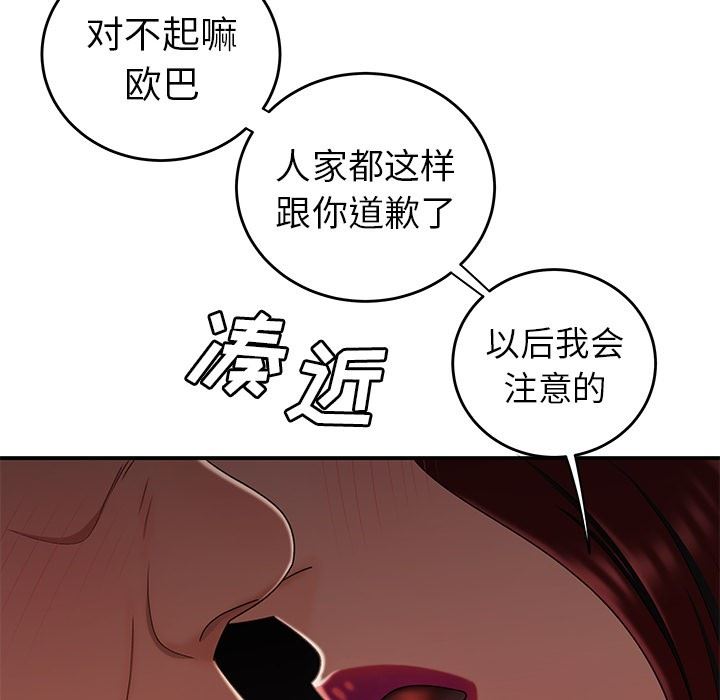 对不起嘛
欧巴
人家都这样
跟你道歉了
凑近
以后我会
注意的